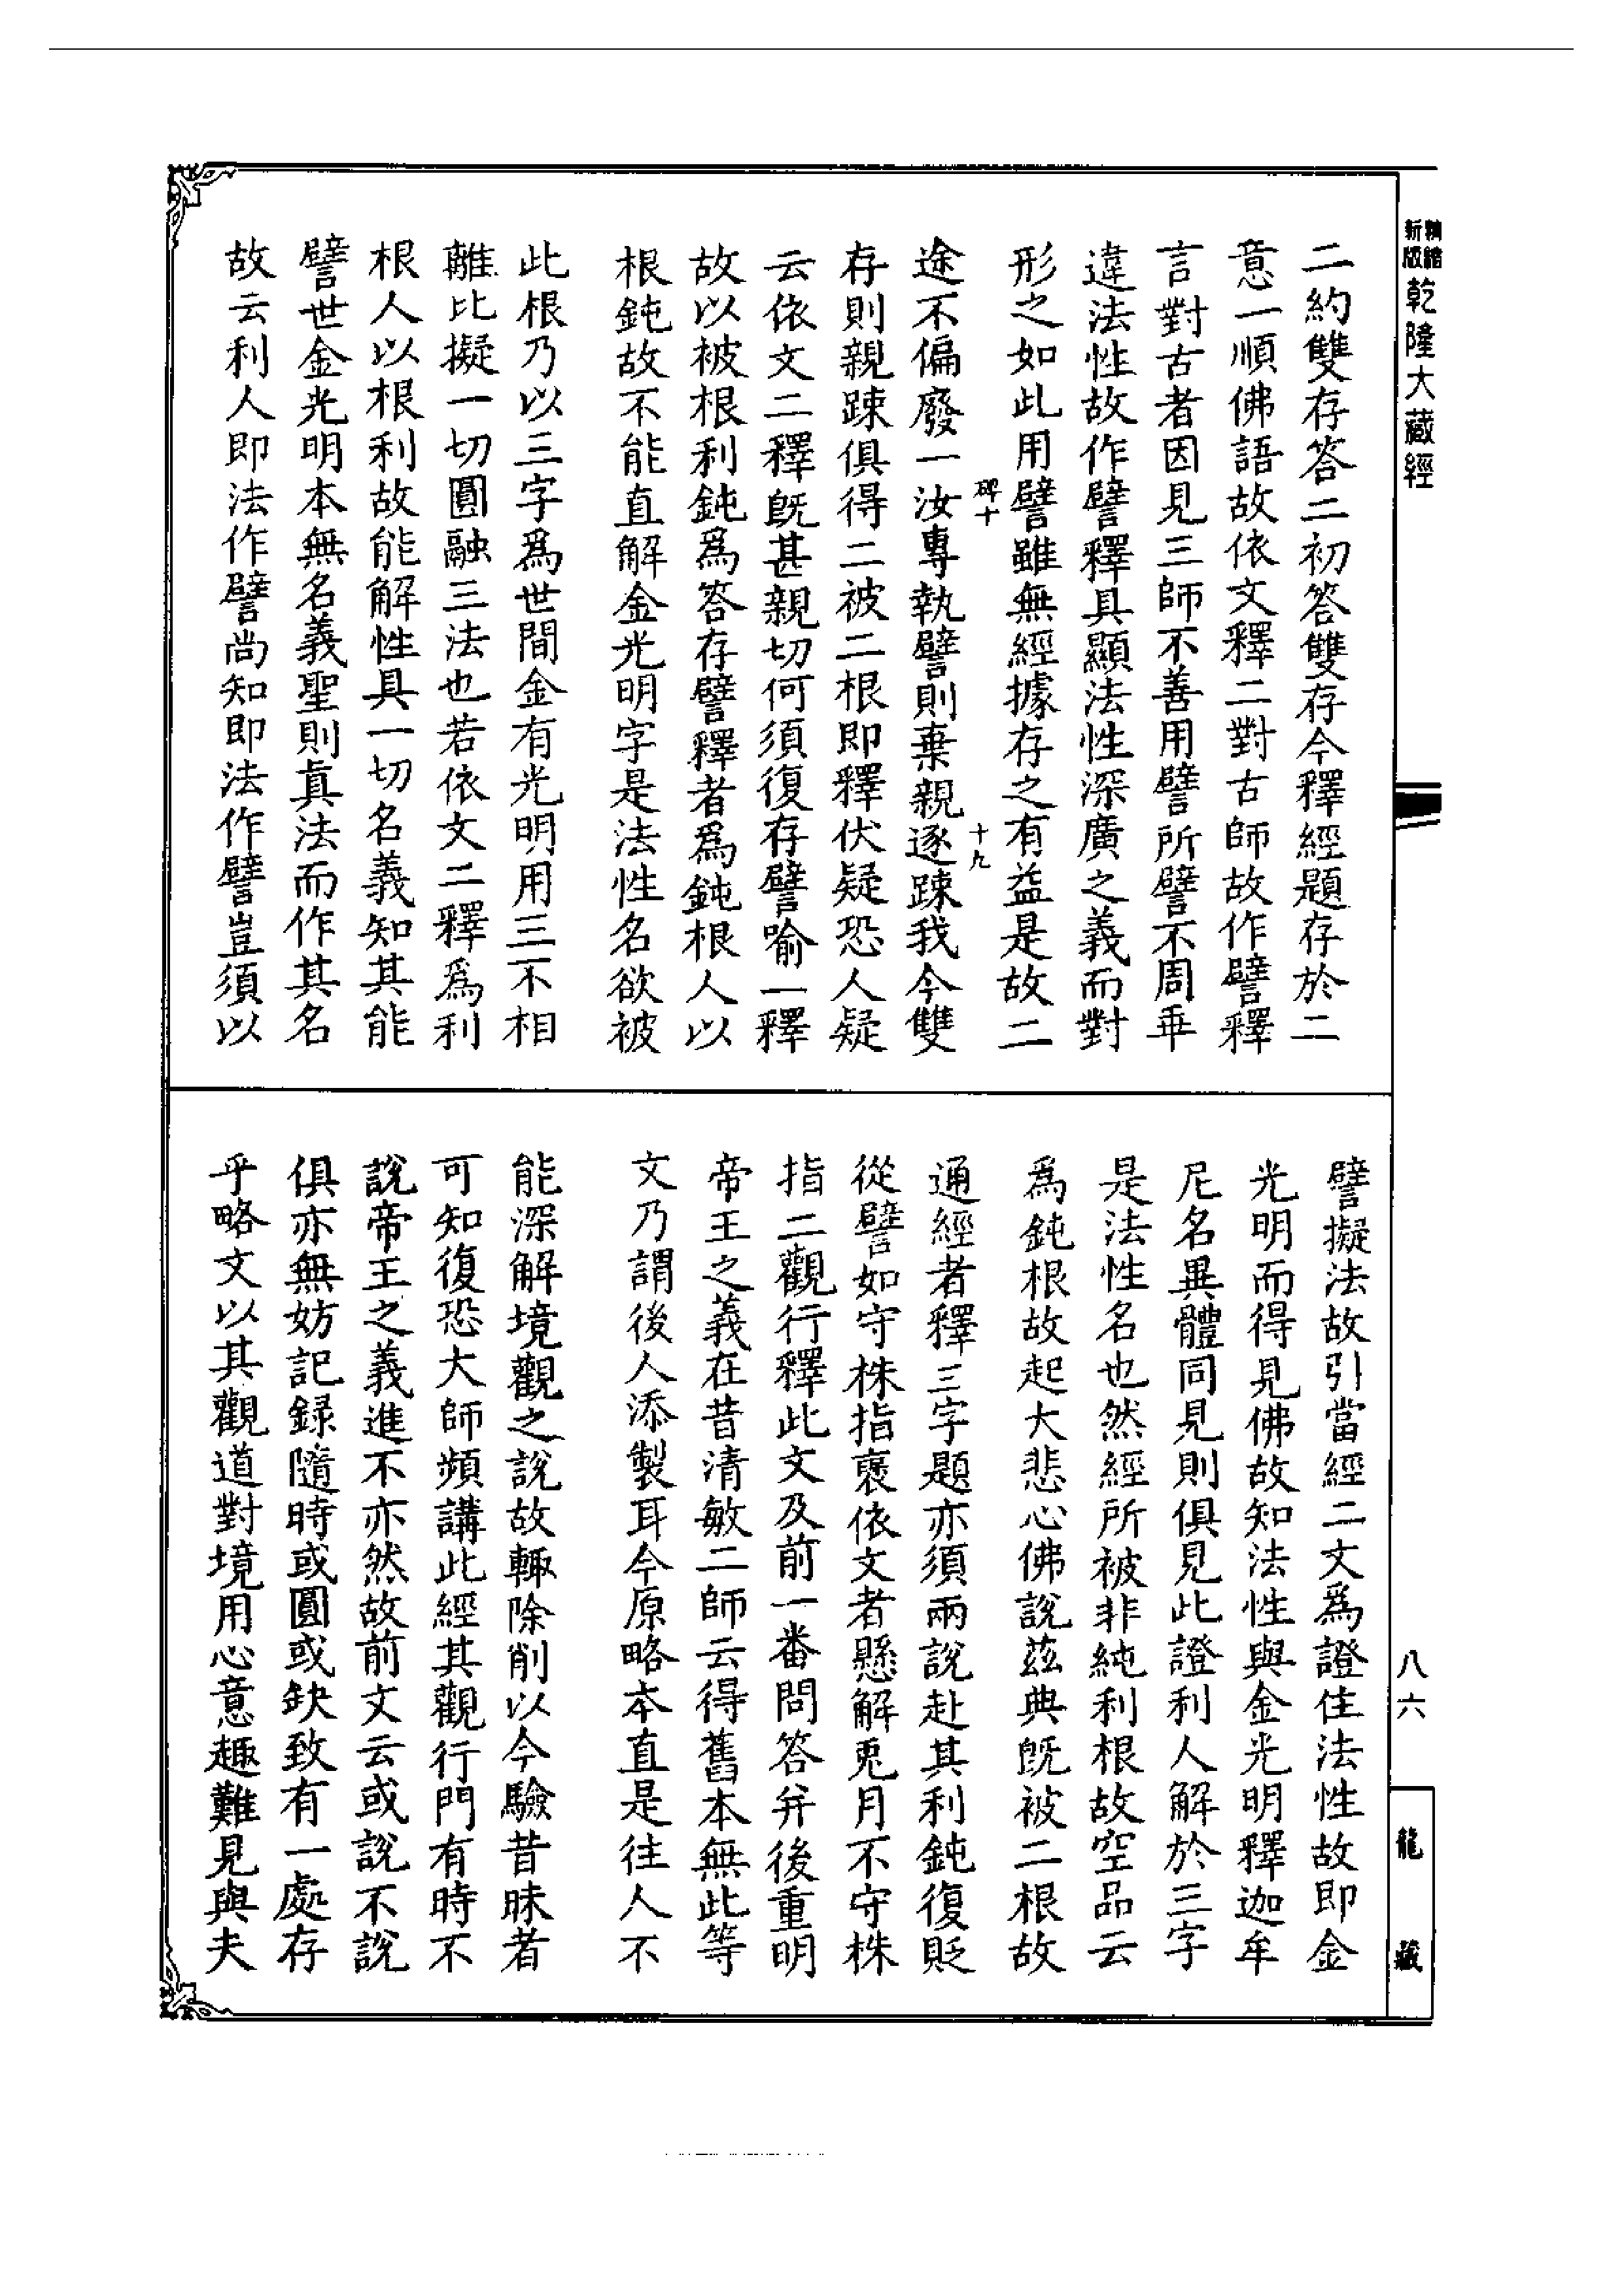 精縮新版乾隆大藏經
二約雙存答二初答雙存今釋經題存於二
意一順佛語故依文釋二對古師故作譬釋
言對古者因見三師不善用譬所譬不周乖
違法性故作譬釋具顯法性深廣之義而對
形之如此用譬雖無經據存之有益是故二
碑十
十九
途不偏廢一汝專執譬則棄親逐踈我今雙
存則親踈俱得二被二根即釋伏疑恐人疑
云依文二釋旣甚親切何須復存譬喻一釋
故以被根利鈍爲答存譬釋者爲鈍根人以
根鈍故不能直解金光明字是法性名欲被
此根乃以三字爲世間金有光明用三不相
離比擬一切圓融三法也若依文二釋爲利
根人以根利故能解性具一切名義知其能
譬世金光明本無名義聖則眞法而作其名
故云利人即法作譬尚知即法作譬豈須以
譬擬法故引當經二文爲證住法性故即金
光明而得見佛故知法性與金光明釋迦牟
尼名異體同見則俱見此證利人解於三字
是法性名也然經所被非純利根故空品云
爲鈍根故起大悲心佛說茲典旣被二根故
通經者釋三字題亦須兩說赴其利鈍復貶
從譬如守株指襃依文者懸解兎月不守株
指二觀行釋此文及前一番問答并後重明
帝王之義在昔清敏二師云得舊本無此等
文乃謂後人添製耳今原略本直是往人不
能深解境觀之說故輙除削以今驗昔昧者
可知復恐大師頻講此經其觀行門有時不
說帝王之義進不亦然故前文云或說不說
俱亦無妨記録隨時或圓或缺致有一處存
乎略文以其觀道對境用心意趣難見與夫
八六
龍藏